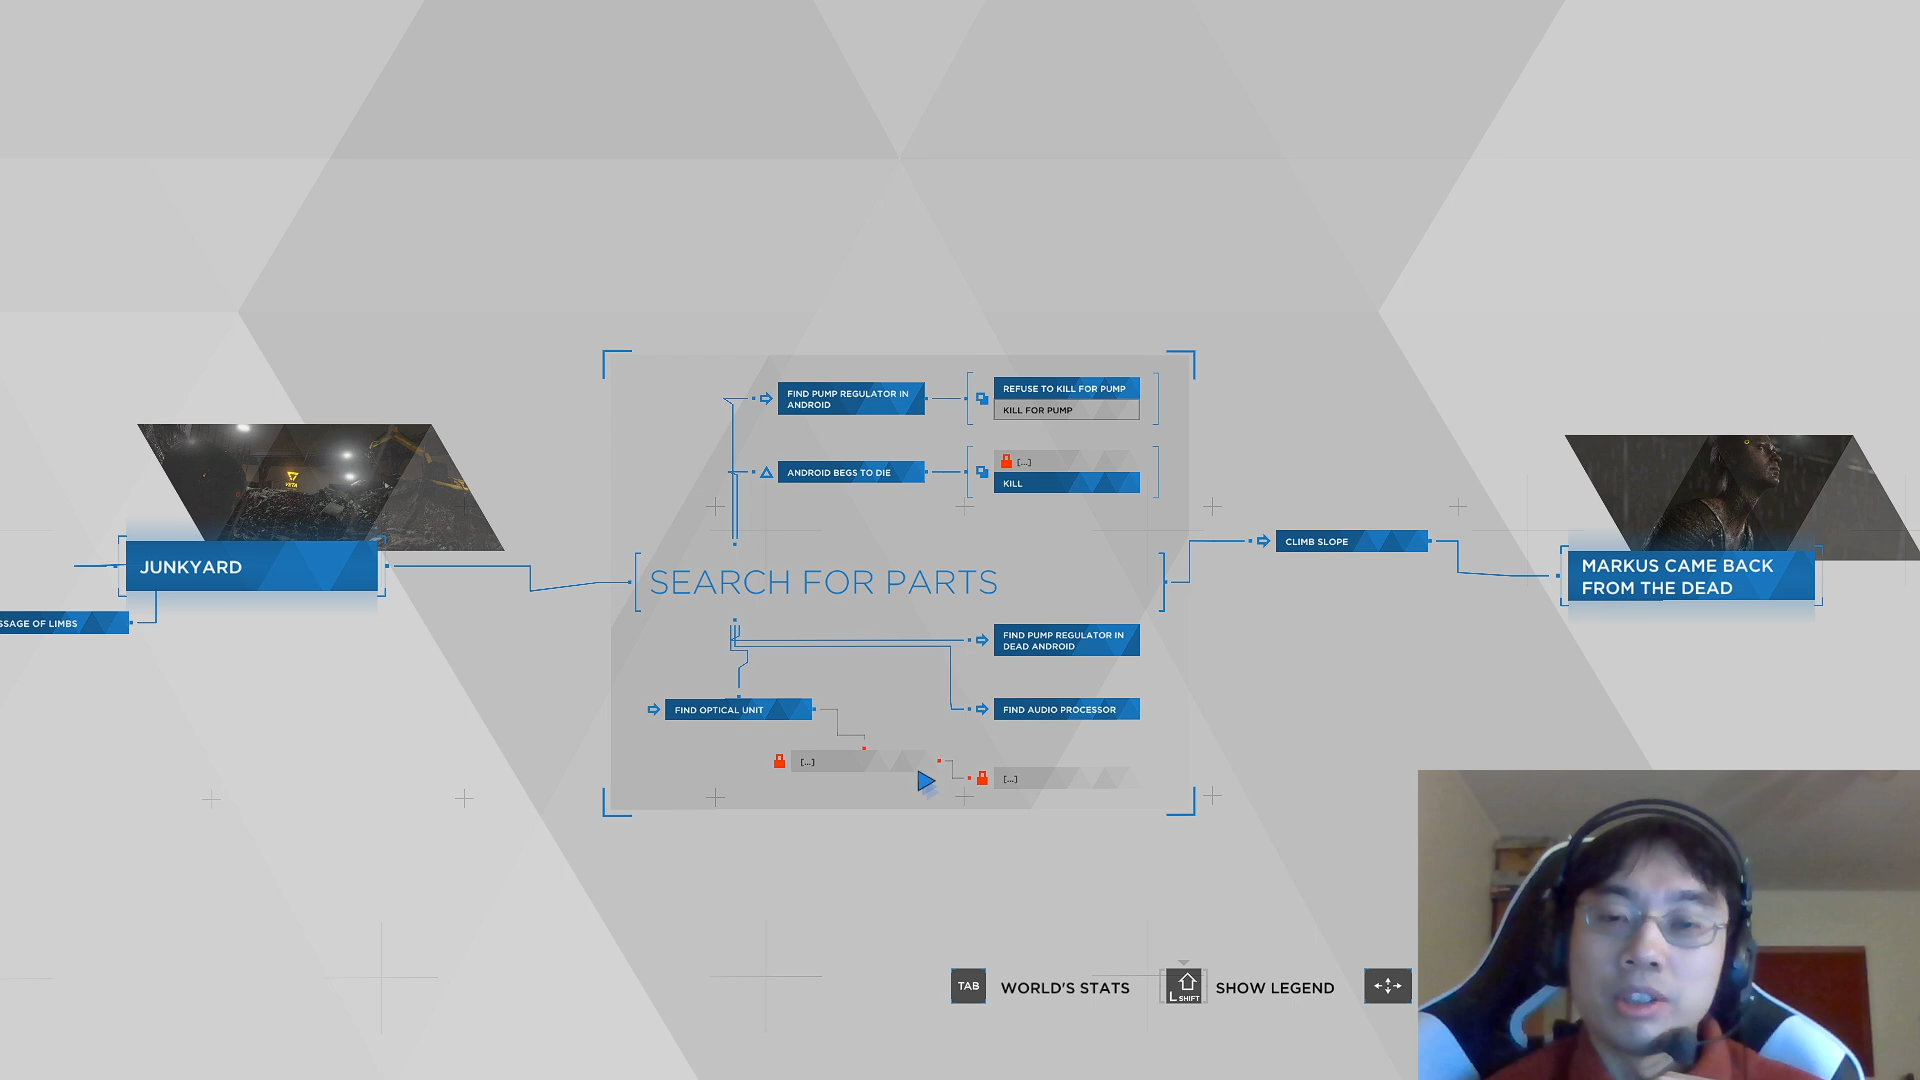 FIND PUMP REGULATOR IN
ANDROID
REFUSE TO KILL FOR PUMP
KILL FOR PUMP
ANDROID BEGS TO DIE
[...]
KILL
JUNKYARD
SSAGE OF LIMBS
SEARCH FOR PARTS
CLIMB SLOPE
MARKUS CAME BACK
FROM THE DEAD
FIND PUMP REGULATOR IN
DEAD ANDROID
FIND OPTICAL UNIT
FIND AUDIO PROCESSOR
[...]
[...]
TAB
WORLD'S STATS
L SHIFT
SHOW LEGEND